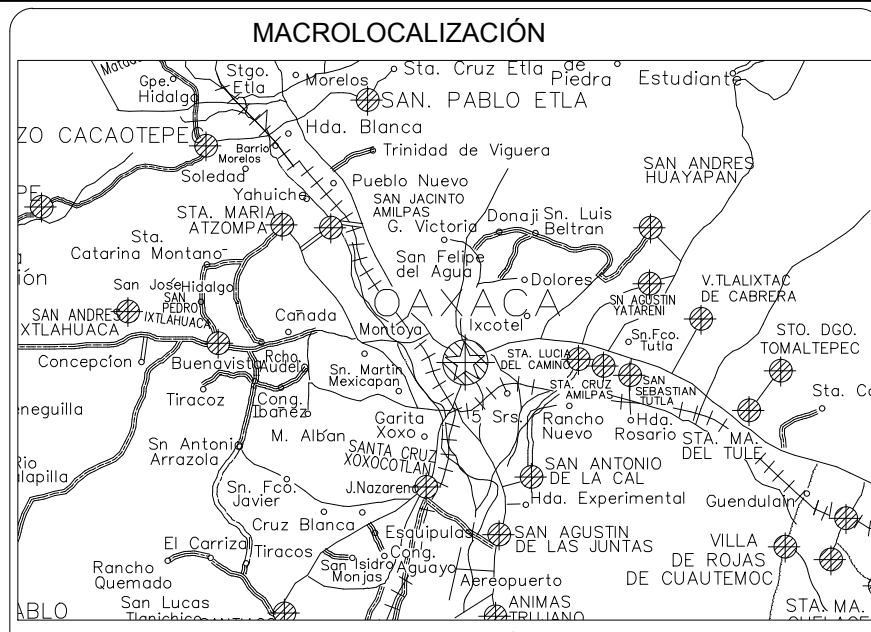 MACROLOCALIZACIÓN
Stgo.
Etla
Gpe.
Hidalgo
Morelos
Sta. Cruz Etla
de
Piedra
Estudiante
SAN. PABLO ETLA
ZO CACAOTEPEC
Hda. Blanca
Barrio
Morelos
Soledad
Trinidad de Viguera
SAN ANDRES
HUAYAPAN
Yahuiche
Pueblo Nuevo
STA. MARIA
ATZOMPA
SAN JACINTO
AMILPAS
G. Victoria
Donaji
Sn. Luis
Beltran
Sta.
Catarina Montano
San Felipe
del Agua
Dolores
San José
Hidalgo
SAN
PEDRO
IXTLAHUACA
SAN ANDRES
IXTLAHUACA
OAXACA
SN AGUSTIN
YATARENI
V.TLALIXTAC
DE CABRERA
Cañada
Montoya
Ixcotel
Sn.Fco.
Tutla
STO. DGO.
TOMALTEPEC
Concepcion
Buenavista
Rcho.
Sn. Martin
Mexicapan
STA. LUCIA
DEL CAMINO
STA. CRUZ
AMILPAS
SAN
SEBASTIAN
TUTLA
Tiracoz
Cong.
Ibañez
5 Srs.
Rancho
Nuevo
Hda.
Rosario
STA. MA.
DEL TULE
eneguilla
M. Albán
Garita
Xoxo
Sn Antonio
Arrazola
SANTA CRUZ
XOXOCOTLAN
SAN ANTONIO
DE LA CAL
Rio
alapilla
Sn. Fco.
Javier
J.Nazareno
Hda. Experimental
Guendulain
Cruz Blanca
Esquipulas
SAN AGUSTIN
DE LAS JUNTAS
VILLA
DE ROJAS
DE CUAUTEMOC
El Carrizal
Tiracos
San Isidro
Monjas
Cong.
Aguayo
Rancho
Quemado
Aereopuerto
San Lucas
Tlanichico
ABLO
ANIMAS
TRUJANO
STA. MA.